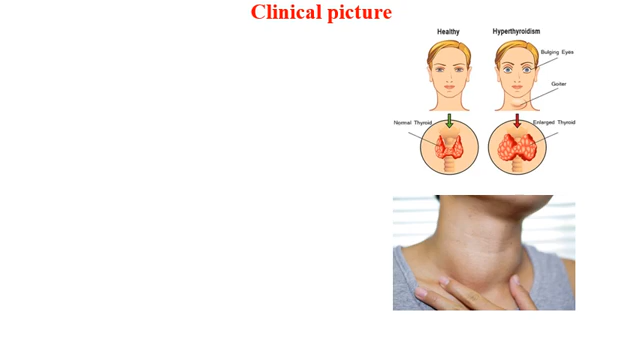 Clinical picture
Healthy
Hyperthyroidism
Bulging Eyes
Goiter
Normal Thyroid
Enlarged Thyroid